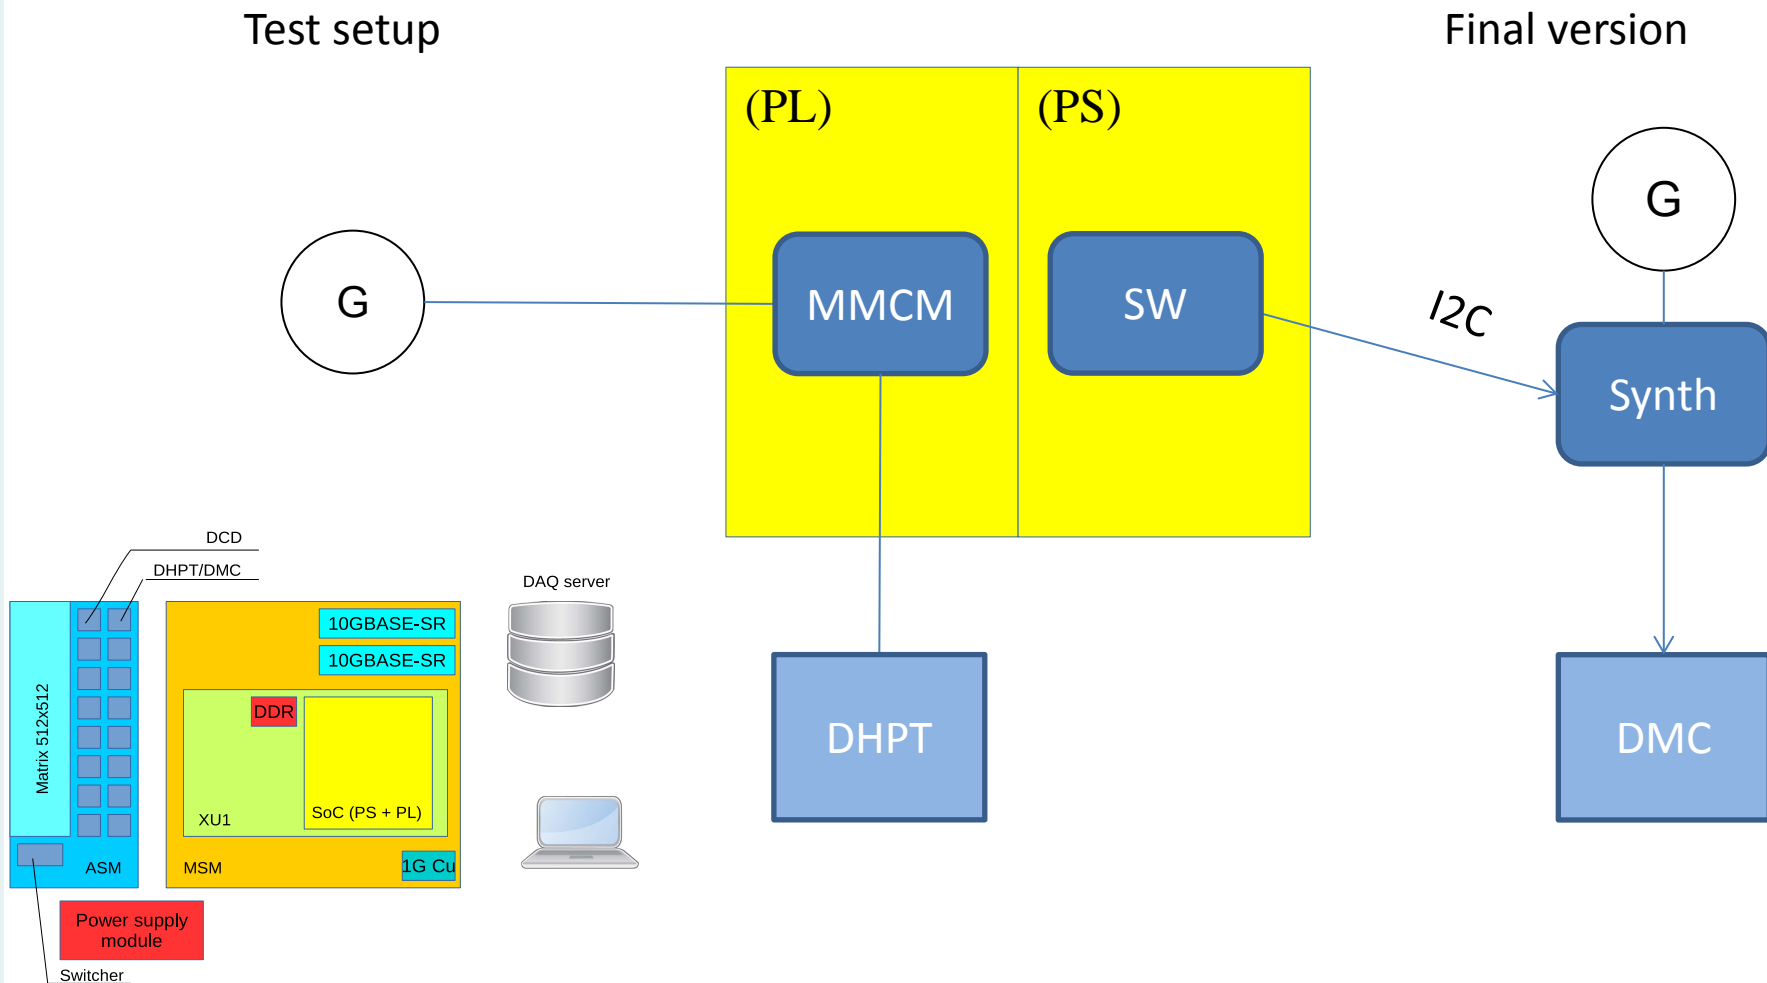 Test setup
Final version
(PL)
(PS)
G
G
MMCM
SW
I2C
Synth
DCD
DHPT/DMC
DAQ server
10GBASE-SR
10GBASE-SR
Matrix 512x512
DDR
DHPT
DMC
XU1
SoC (PS + PL)
ASM
MSM
1G Cu
Power supply
module
Switcher